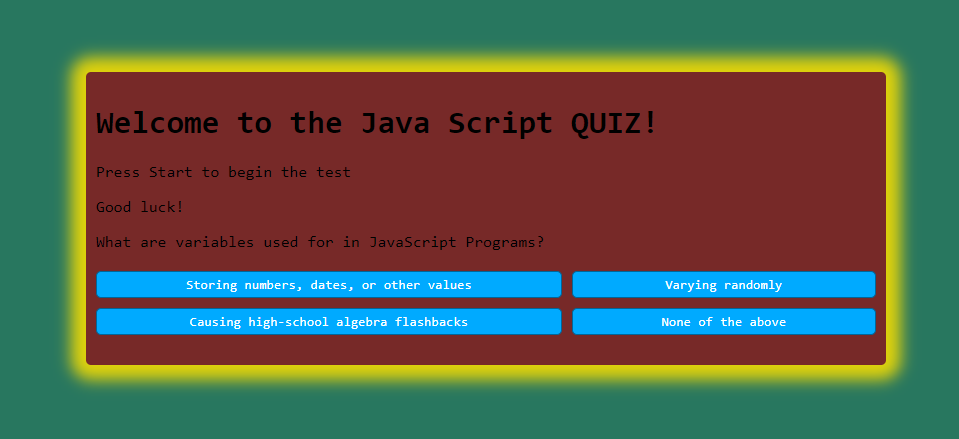 Welcome to the Java Script QUIZ!
Press Start to begin the test
Good luck!
What are variables used for in JavaScript Programs?
Storing numbers, dates, or other values
Varying randomly
Causing high-school algebra flashbacks
None of the above